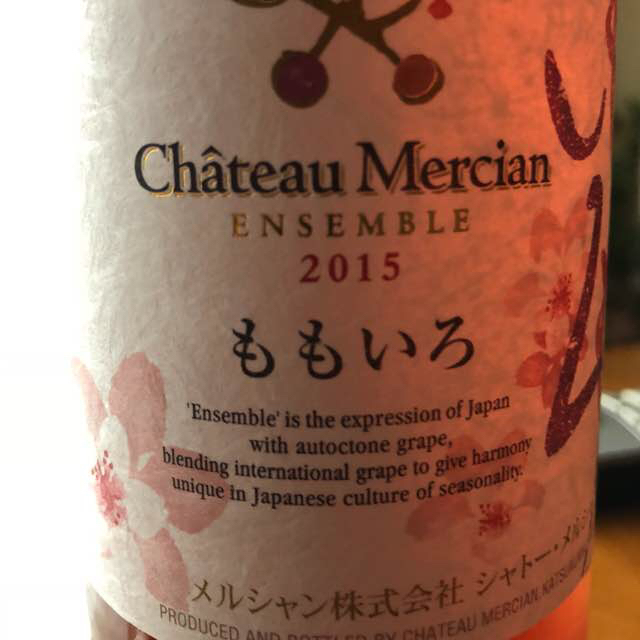 Château Mercian
ENSEMBLE
2015
ももいろ
'Ensemble' is the expression of Japan
with autoctone grape,
blending international grape to give harmony
unique in Japanese culture of seasonality.
メルシャン株式会社 シャトー・メルシャン
PRODUCED AND BOTTLED BY CHATEAU MERCIAN, KATSUNUMA